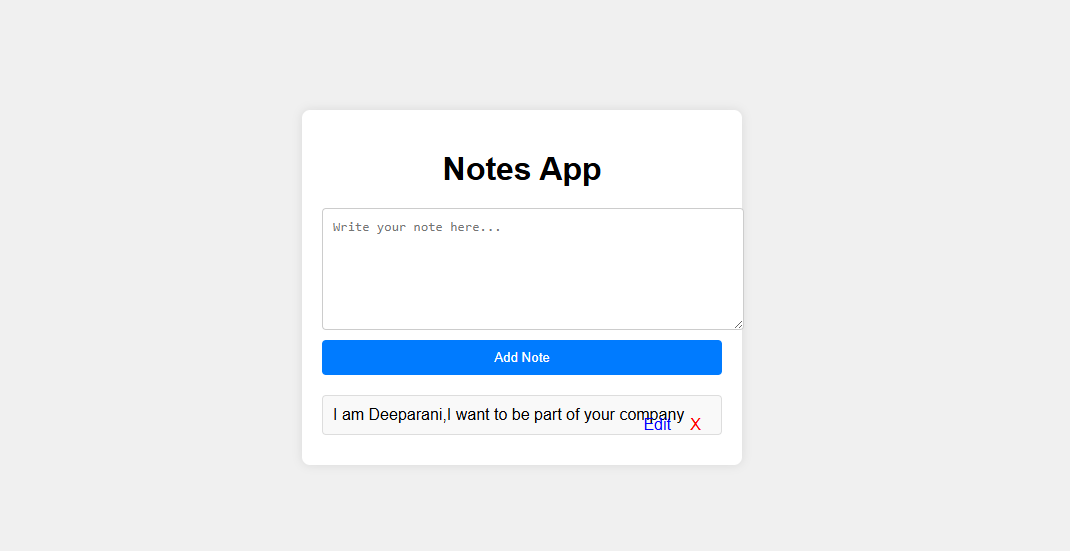 Notes App
Write your note here...
Add Note
I am Deeparani,I want to be part of your company
Edit X